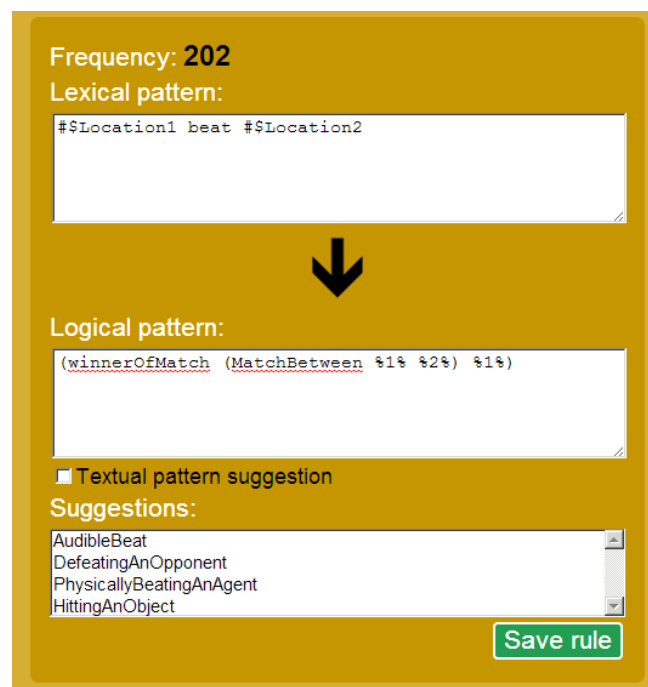 Frequency: 202
Lexical pattern:
#$Location1 beat #$Location2
Logical pattern:
(winnerOfMatch (MatchBetween %1% %2%) %1%)
Textual pattern suggestion
Suggestions:
AudibleBeat
DefeatingAnOpponent
PhysicallyBeatingAnAgent
HittingAnObject
Save rule